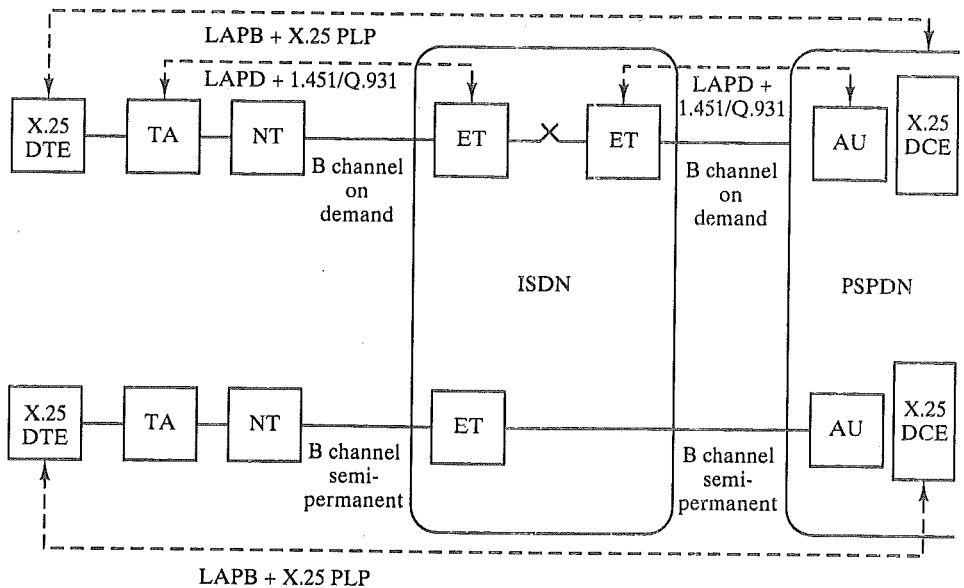 LAPB + X.25 PLP
LAPD + 1.451/Q.931
LAPD +
1.451/Q.931
X.25
DTE
TA
NT
ET
ET
AU
X.25
DCE
B channel
on
demand
B channel
on
demand
ISDN
PSPDN
X.25
DTE
TA
NT
ET
AU
X.25
DCE
B channel
semi-
permanent
B channel
semi-
permanent
LAPB + X.25 PLP